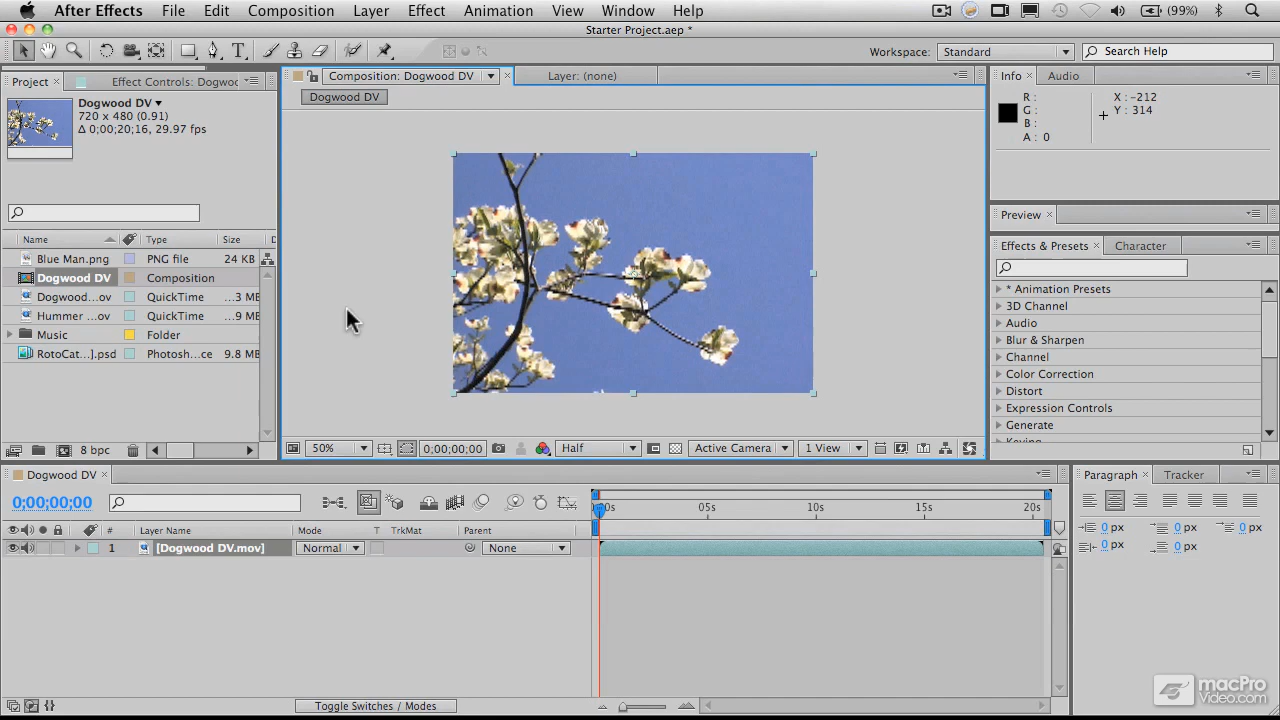 After Effects File Edit Composition Layer Effect Animation View Window Help (99%)
Starter Project.aep *
T Workspace: Standard Search Help
Project × Effect Controls: Dogwoc
Composition: Dogwood DV × Layer: (none)
Info × Audio
Dogwood DV
Dogwood DV
720 x 480 (0.91)
Δ 0;00;20;16, 29.97 fps
R :
G :
B :
A : 0
X : -212
Y : 314
Preview ×
Name Type Size
Blue Man.png PNG file 24 KB
Dogwood DV Composition
Dogwood...ov QuickTime ...3 MB
Hummer ...ov QuickTime ...9 MB
Music Folder
RotoCat...].psd Photosh...ce 9.8 MB
8 bpc
Effects & Presets × Character
* Animation Presets
3D Channel
Audio
Blur & Sharpen
Channel
Color Correction
Distort
Expression Controls
Generate
Keying
50% 0;00;00;00 Half Active Camera 1 View
Dogwood DV ×
0;00;00;00
00s 05s 10s 15s 20s
# Layer Name Mode T TrkMat Parent
1 [Dogwood DV.mov] Normal None
Toggle Switches / Modes
Paragraph × Tracker
0 px 0 px 0 px
0 px 0 px
macPro
Video.com